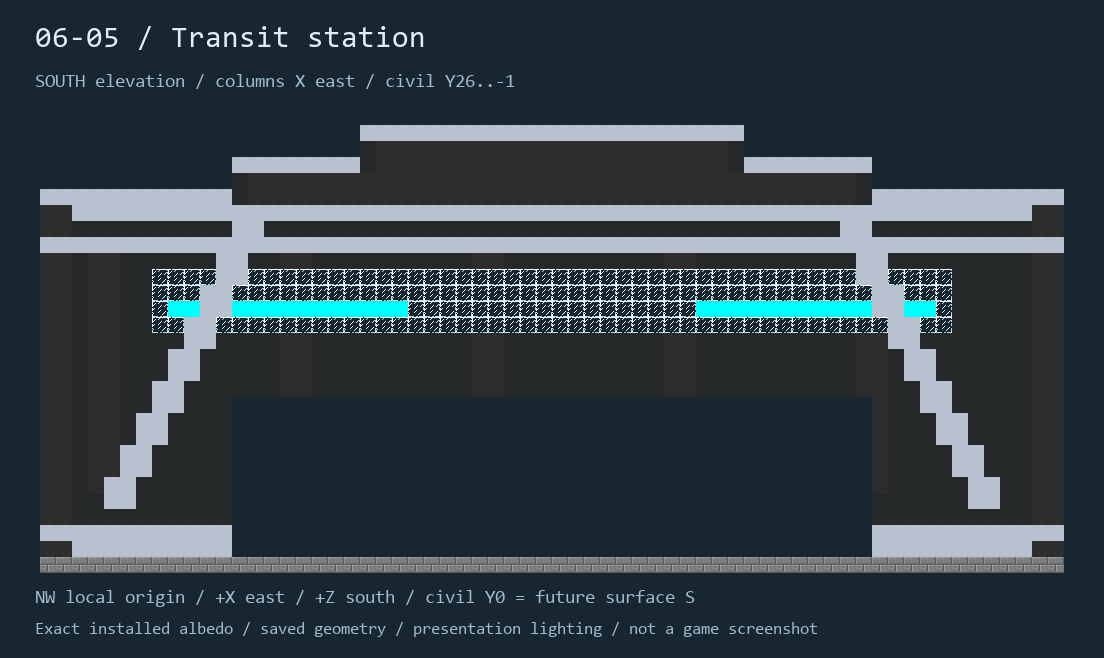 06-05 / Transit station
SOUTH elevation / columns X east / civil Y26..-1
NW local origin / +X east / +Z south / civil Y0 = future surface S
Exact installed albedo / saved geometry / presentation lighting / not a game screenshot